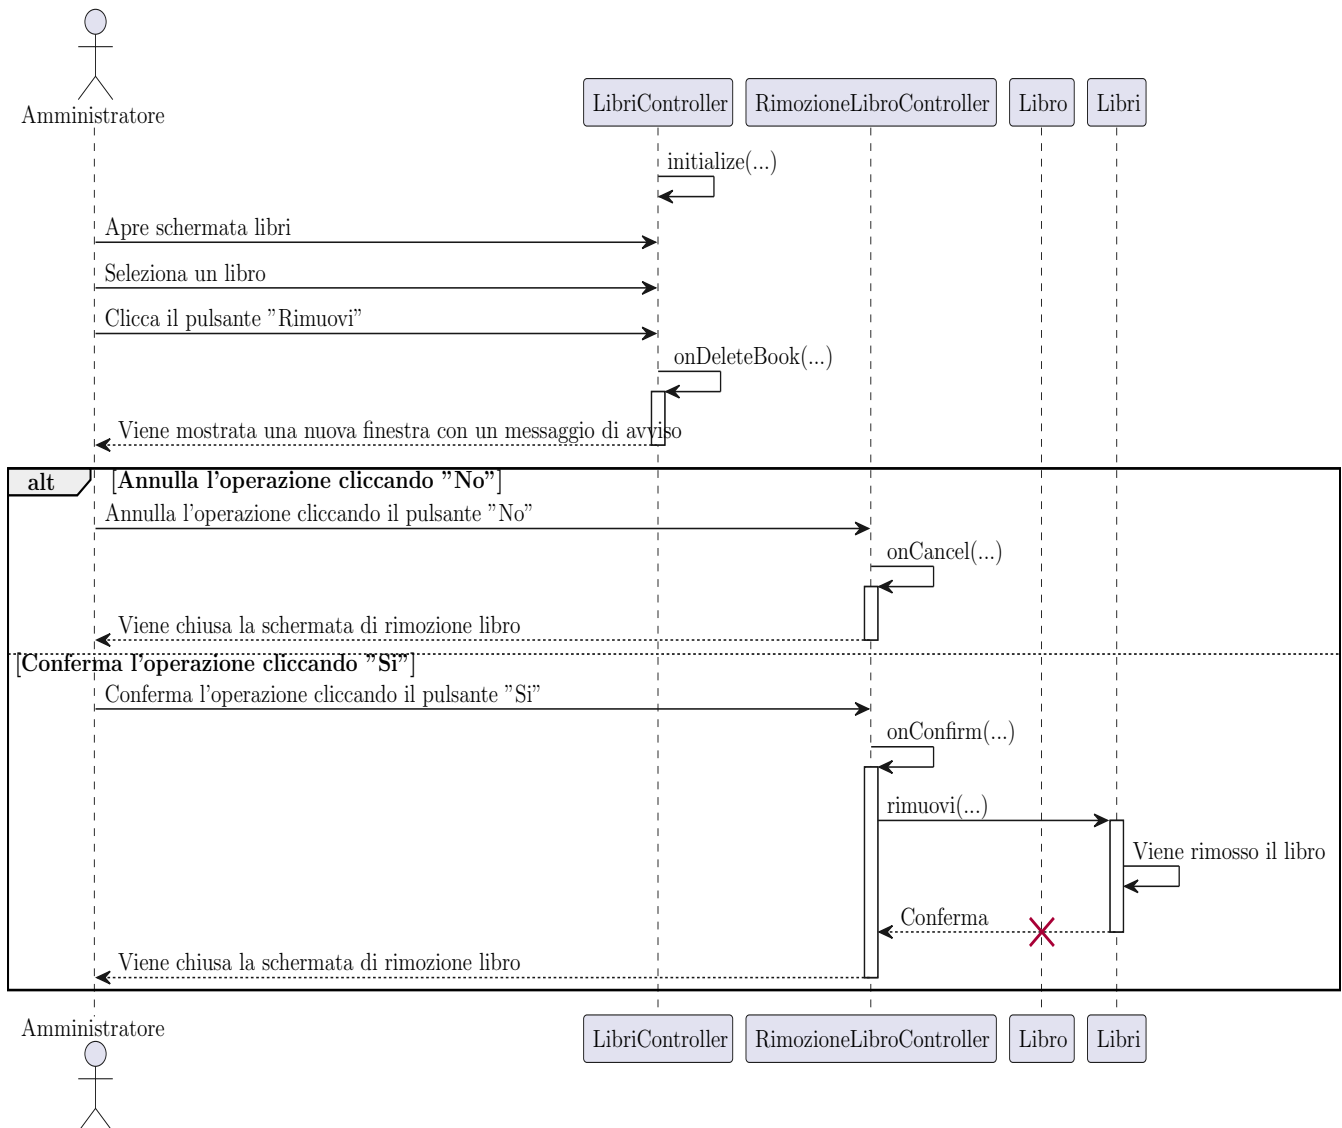 Amministratore
LibriController
RimozioneLibroController
Libro
Libri
initialize(...)
Apre schermata libri
Seleziona un libro
Clicca il pulsante ”Rimuovi”
onDeleteBook(...)
Viene mostrata una nuova finestra con un messaggio di avviso
alt
[Annulla l'operazione cliccando ”No”]
Annulla l'operazione cliccando il pulsante ”No”
onCancel(...)
Viene chiusa la schermata di rimozione libro
[Conferma l'operazione cliccando ”Si”]
Conferma l'operazione cliccando il pulsante ”Si”
onConfirm(...)
rimuovi(...)
Viene rimosso il libro
Conferma
Viene chiusa la schermata di rimozione libro
Amministratore
LibriController
RimozioneLibroController
Libro
Libri